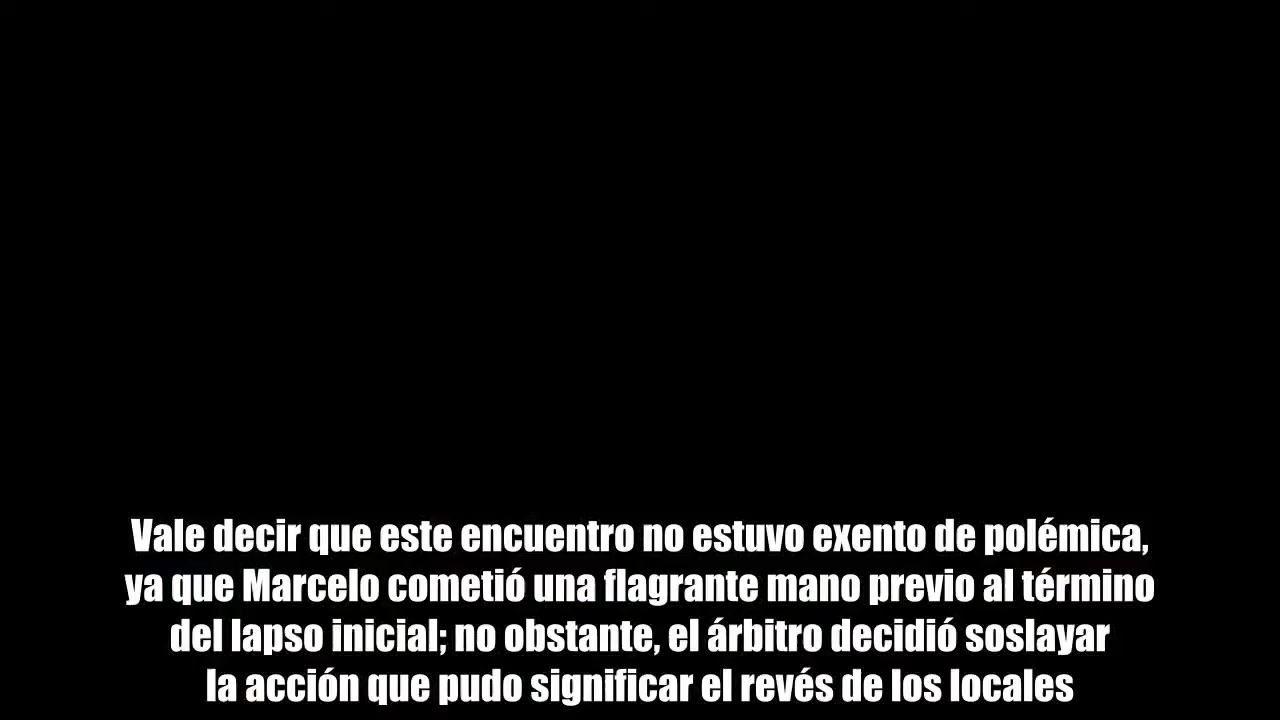 Vale decir que este encuentro no estuvo exento de polémica,
ya que Marcelo cometió una flagrante mano previo al término
del lapso inicial; no obstante, el árbitro decidió soslayar
la acción que pudo significar el revés de los locales